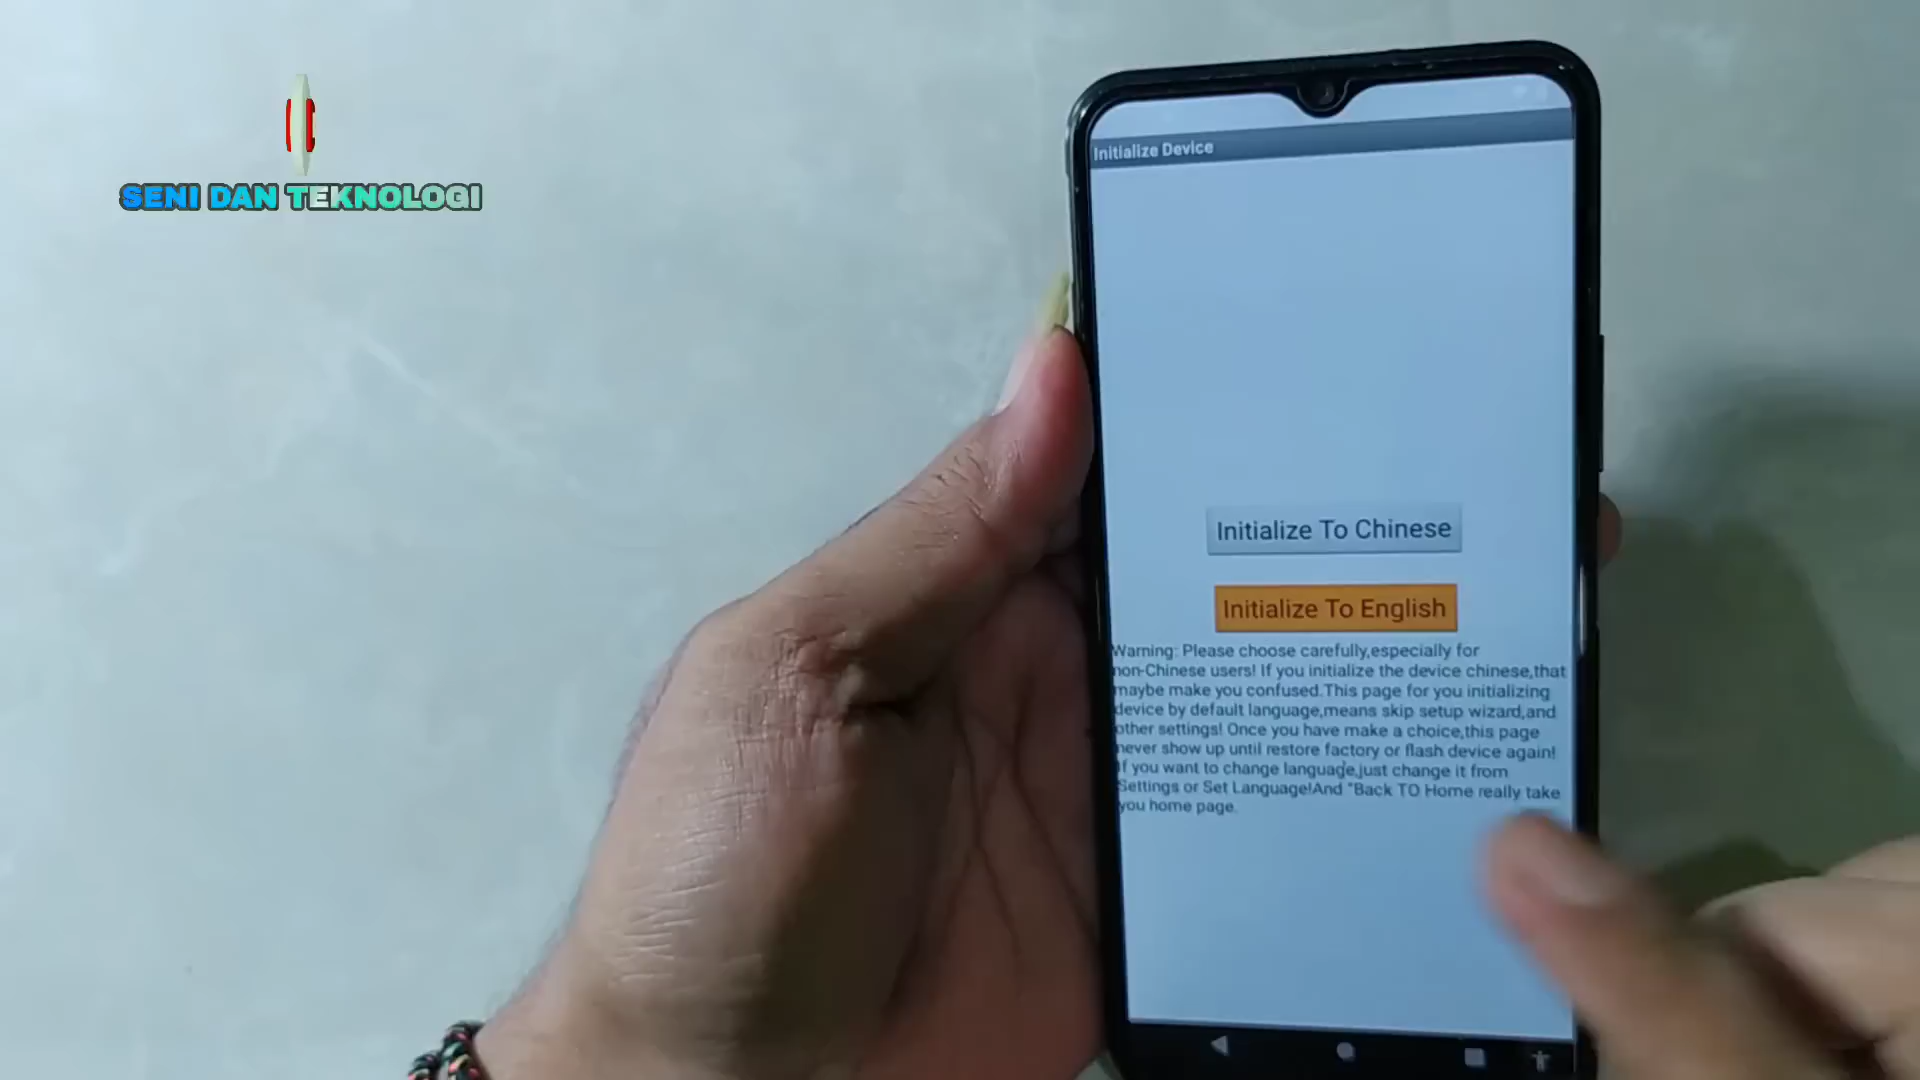 SENI DAN TEKNOLOGI
Initialize Device
Initialize To Chinese
Initialize To English
Warning: Please choose carefully,especially for
non-Chinese users! If you initialize the device chinese,that
maybe make you confused.This page for you initializing
device by default language,means skip setup wizard,and
other settings! Once you have make a choice,this page
never show up until restore factory or flash device again!
If you want to change language,just change it from
Settings or Set Language!And "Back TO Home really take
you home page.